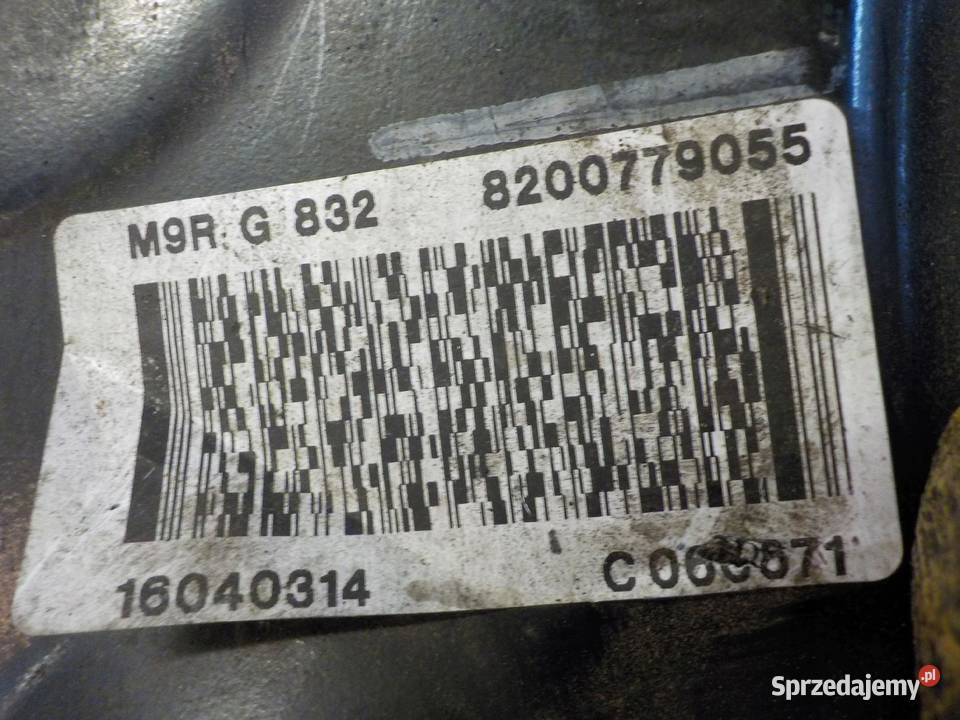 M9R G 832 8200779055
16040314
Sprzedajemy.pl